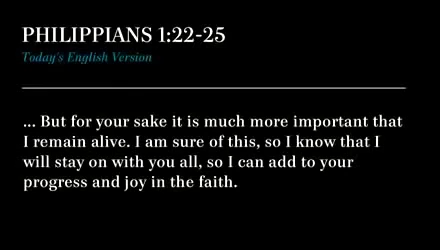 PHILIPPIANS 1:22-25
Today's English Version
... But for your sake it is much more important that
I remain alive. I am sure of this, so I know that I
will stay on with you all, so I can add to your
progress and joy in the faith.